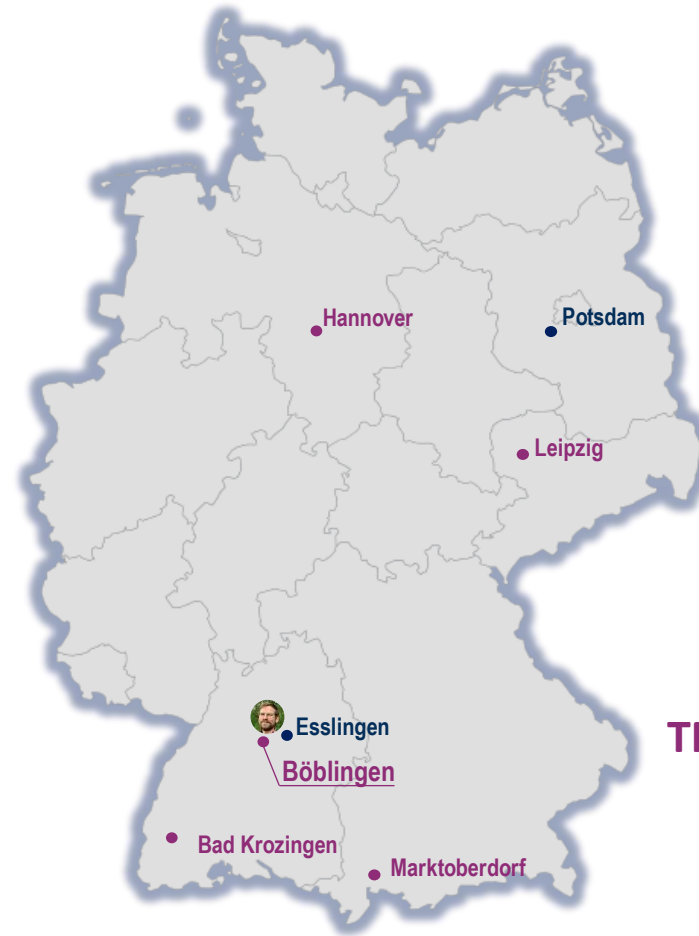 Hannover
Potsdam
Leipzig
Esslingen
Böblingen
Bad Krozingen
Marktoberdorf